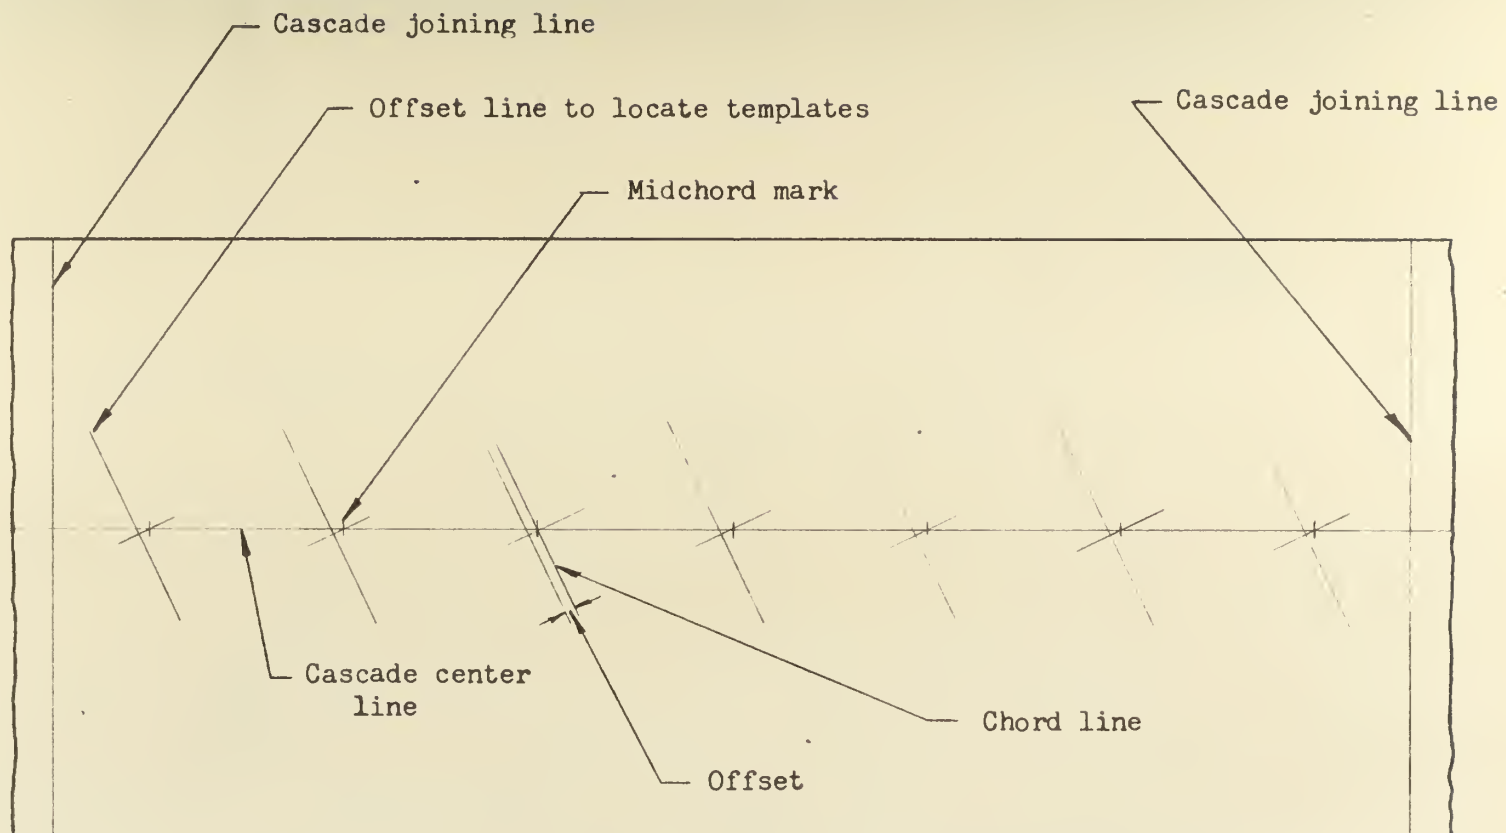 Cascade joining line
Offset line to locate templates
Cascade joining line
Midchord mark
Cascade center
line
Chord line
Offset